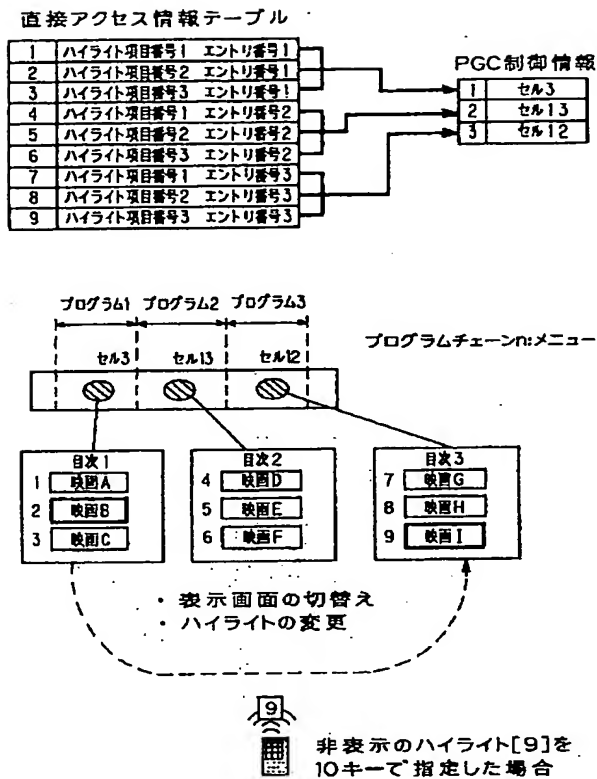 直接アクセス情報テーブル
1 ハイライト項目番号1 エントリ番号1
2 ハイライト項目番号2 エントリ番号1
3 ハイライト項目番号3 エントリ番号1
4 ハイライト項目番号1 エントリ番号2
5 ハイライト項目番号2 エントリ番号2
6 ハイライト項目番号3 エントリ番号2
7 ハイライト項目番号1 エントリ番号3
8 ハイライト項目番号2 エントリ番号3
9 ハイライト項目番号3 エントリ番号3
PGC制御情報
1 セル3
2 セル13
3 セル12
プログラム1 プログラム2 プログラム3
プログラムチェーンn:メニュー
セル3 セル13 セル12
目次1
1 映画A
2 映画B
3 映画C
目次2
4 映画D
5 映画E
6 映画F
目次3
7 映画G
8 映画H
9 映画I
・表示画面の切替え
・ハイライトの変更
9
非表示のハイライト[9]を
10キーで指定した場合